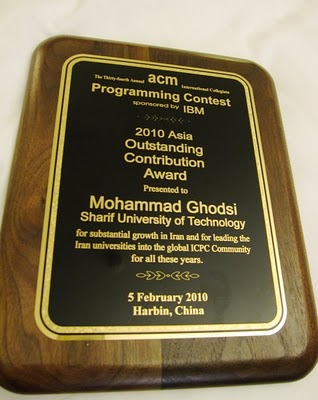 The Thirty-fourth Annual acm International Collegiate
Programming Contest
sponsored by IBM
2010 Asia
Outstanding
Contribution
Award
Presented to
Mohammad Ghodsi
Sharif University of Technology
for substantial growth in Iran and for leading the
Iran universities into the global ICPC Community
for all these years.
5 February 2010
Harbin, China